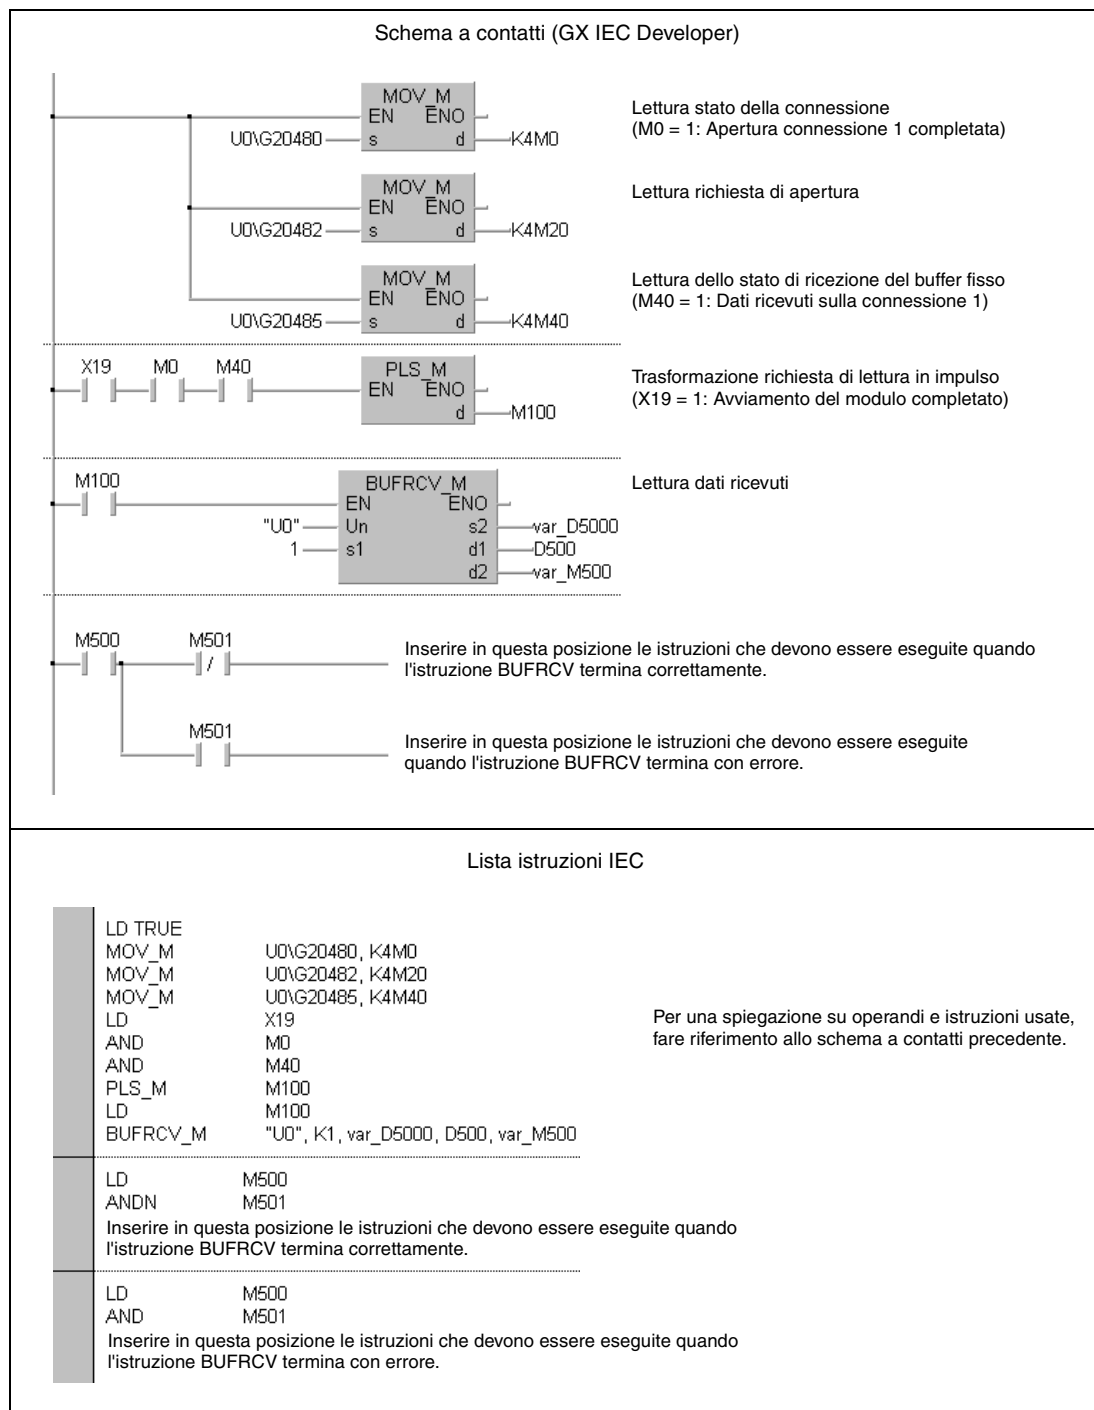 Schema a contatti (GX IEC Developer)
MOV_M
EN ENO
U0\G20480 s d K4M0
Lettura stato della connessione
(M0 = 1: Apertura connessione 1 completata)
MOV_M
EN ENO
U0\G20482 s d K4M20
Lettura richiesta di apertura
MOV_M
EN ENO
U0\G20485 s d K4M40
Lettura dello stato di ricezione del buffer fisso
(M40 = 1: Dati ricevuti sulla connessione 1)
X19 M0 M40
PLS_M
EN ENO
d M100
Trasformazione richiesta di lettura in impulso
(X19 = 1: Avviamento del modulo completato)
M100
BUFRCV_M
EN ENO
"U0" Un s2 var_D5000
1 s1 d1 D500
d2 var_M500
Lettura dati ricevuti
M500 M501
/
Inserire in questa posizione le istruzioni che devono essere eseguite quando
l'istruzione BUFRCV termina correttamente.
M501
Inserire in questa posizione le istruzioni che devono essere eseguite
quando l'istruzione BUFRCV termina con errore.
Lista istruzioni IEC
LD TRUE
MOV_M U0\G20480, K4M0
MOV_M U0\G20482, K4M20
MOV_M U0\G20485, K4M40
LD X19
AND M0
AND M40
PLS_M M100
LD M100
BUFRCV_M "U0", K1, var_D5000, D500, var_M500
Per una spiegazione su operandi e istruzioni usate,
fare riferimento allo schema a contatti precedente.
LD M500
ANDN M501
Inserire in questa posizione le istruzioni che devono essere eseguite quando
l'istruzione BUFRCV termina correttamente.
LD M500
AND M501
Inserire in questa posizione le istruzioni che devono essere eseguite quando
l'istruzione BUFRCV termina con errore.